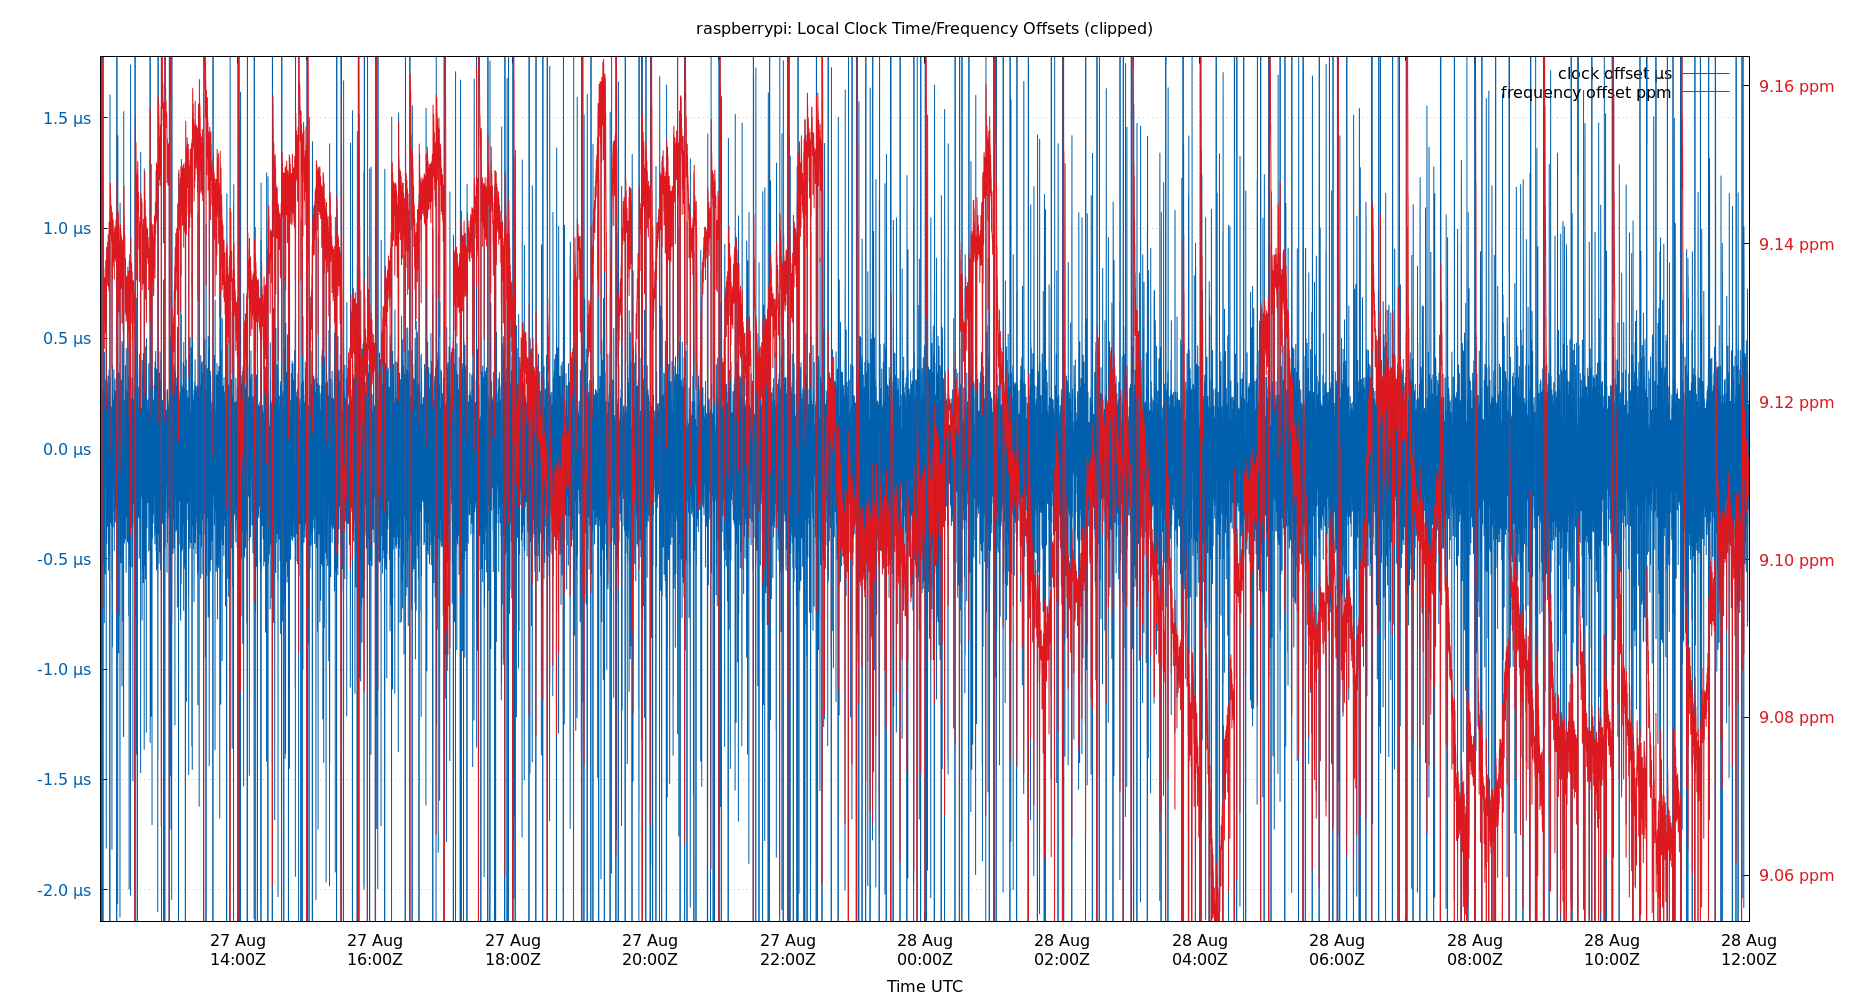 raspberrypi: Local Clock Time/Frequency Offsets (clipped)
clock offset µs
frequency offset ppm
1.5 µs
1.0 µs
0.5 µs
0.0 µs
-0.5 µs
-1.0 µs
-1.5 µs
-2.0 µs
9.16 ppm
9.14 ppm
9.12 ppm
9.10 ppm
9.08 ppm
9.06 ppm
27 Aug 27 Aug 27 Aug 27 Aug 27 Aug 28 Aug 28 Aug 28 Aug 28 Aug 28 Aug 28 Aug 28 Aug
14:00Z 16:00Z 18:00Z 20:00Z 22:00Z 00:00Z 02:00Z 04:00Z 06:00Z 08:00Z 10:00Z 12:00Z
Time UTC